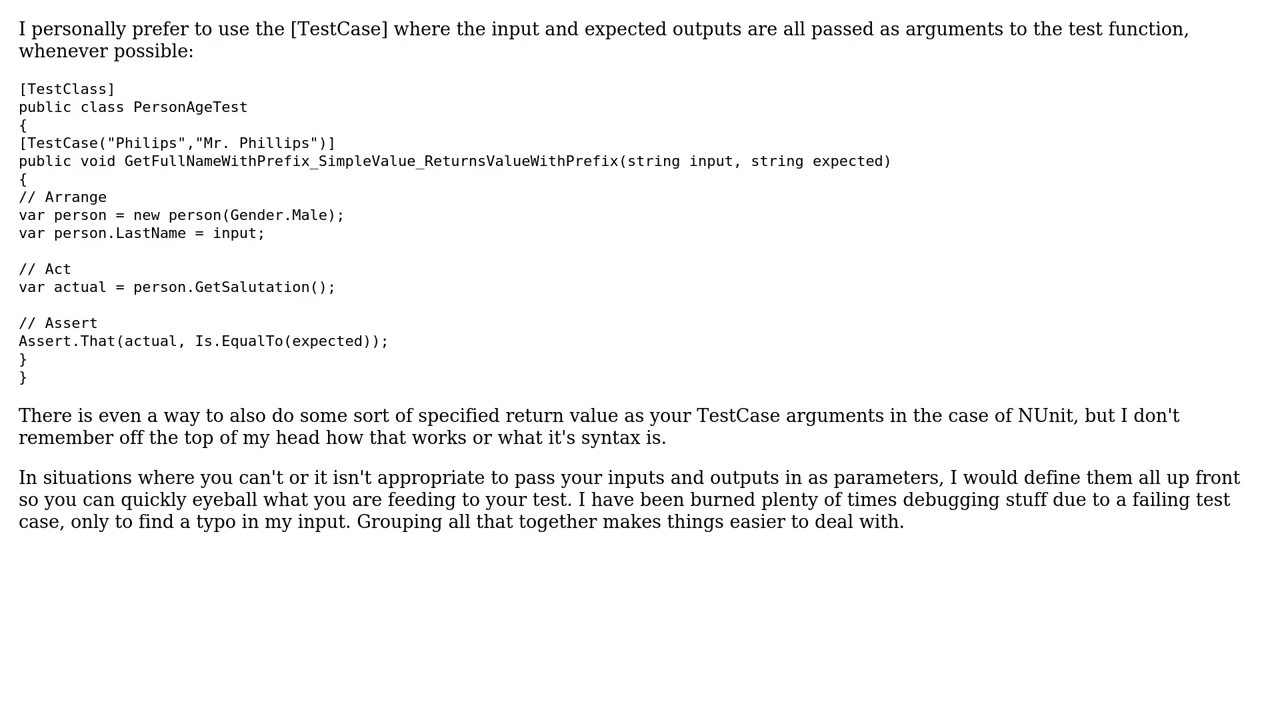 I personally prefer to use the [TestCase] where the input and expected outputs are all passed as arguments to the test function,
whenever possible:
[TestClass]
public class PersonAgeTest
{
[TestCase("Philips","Mr. Phillips")]
public void GetFullNameWithPrefix_SimpleValue_ReturnsValueWithPrefix(string input, string expected)
{
// Arrange
var person = new person(Gender.Male);
var person.LastName = input;
// Act
var actual = person.GetSalutation();
// Assert
Assert.That(actual, Is.EqualTo(expected));
}
}
There is even a way to also do some sort of specified return value as your TestCase arguments in the case of NUnit, but I don't
remember off the top of my head how that works or what it's syntax is.
In situations where you can't or it isn't appropriate to pass your inputs and outputs in as parameters, I would define them all up front
so you can quickly eyeball what you are feeding to your test. I have been burned plenty of times debugging stuff due to a failing test
case, only to find a typo in my input. Grouping all that together makes things easier to deal with.